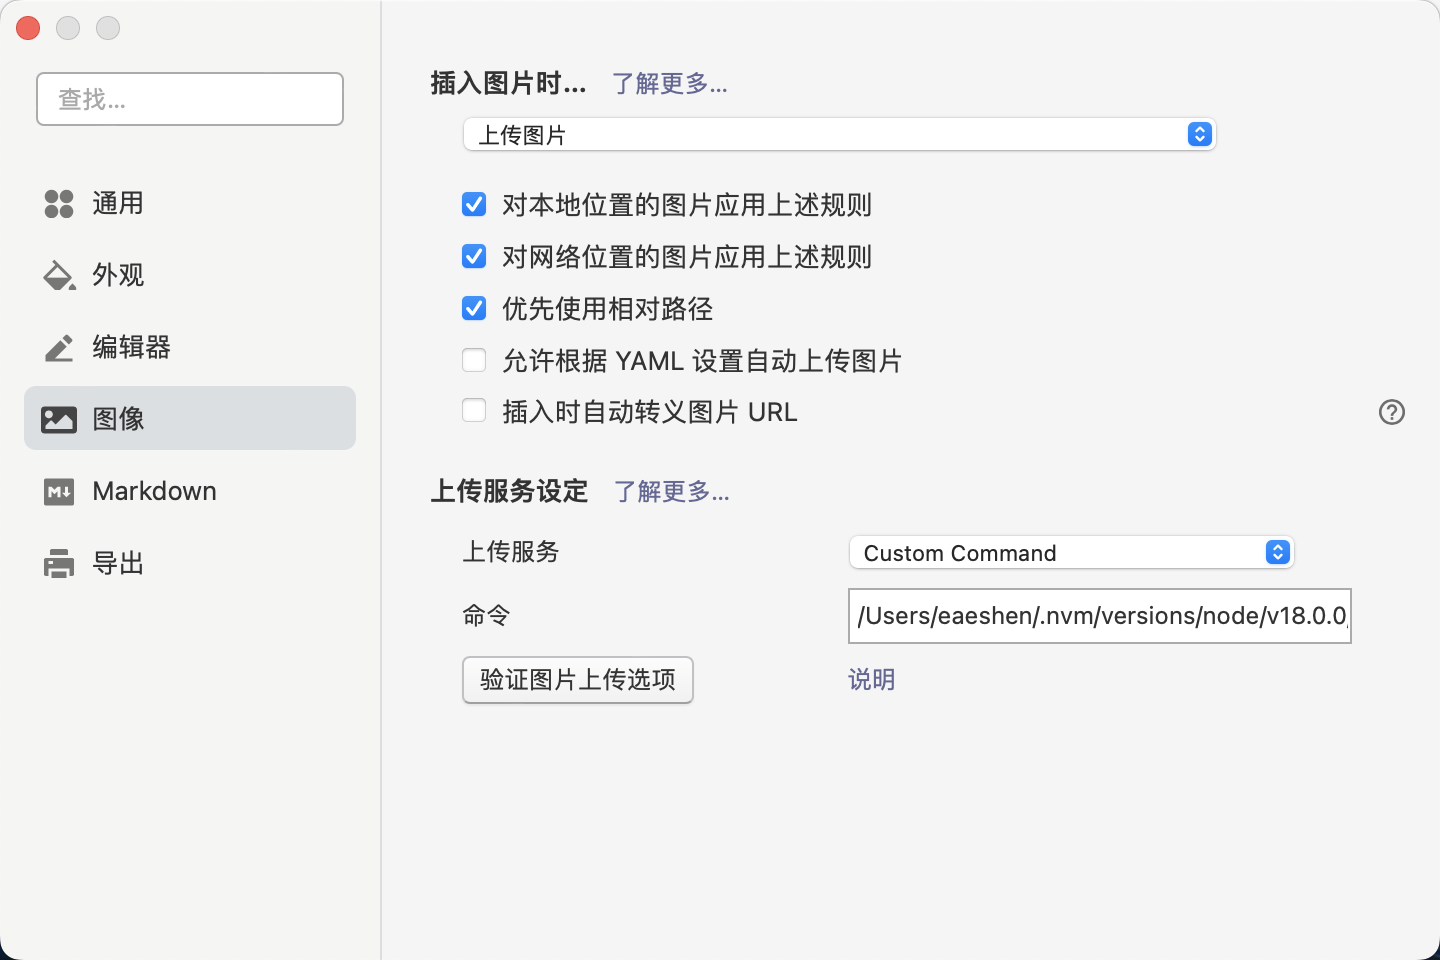 查找...
通用
外观
编辑器
图像
Markdown
导出
插入图片时... 了解更多...
上传图片
对本地位置的图片应用上述规则
对网络位置的图片应用上述规则
优先使用相对路径
允许根据 YAML 设置自动上传图片
插入时自动转义图片 URL
上传服务设定 了解更多...
上传服务 Custom Command
命令 /Users/eaeshen/.nvm/versions/node/v18.0.0
验证图片上传选项 说明